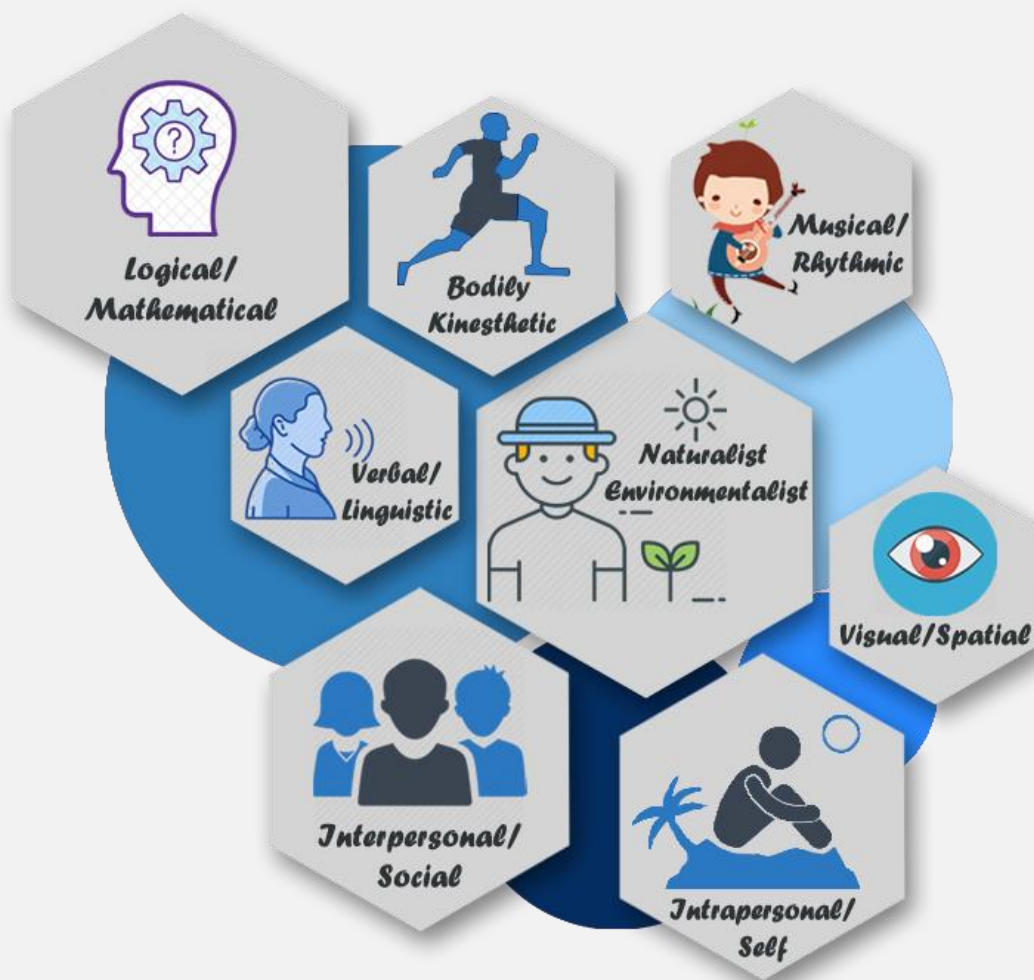 ?
Logical/
Mathematical
Bodily
Kinesthetic
Musical/
Rhythmic
Verbal/
Linguistic
Naturalist
Environmentalist
Visual/Spatial
Interpersonal/
Social
Intrapersonal/
Self